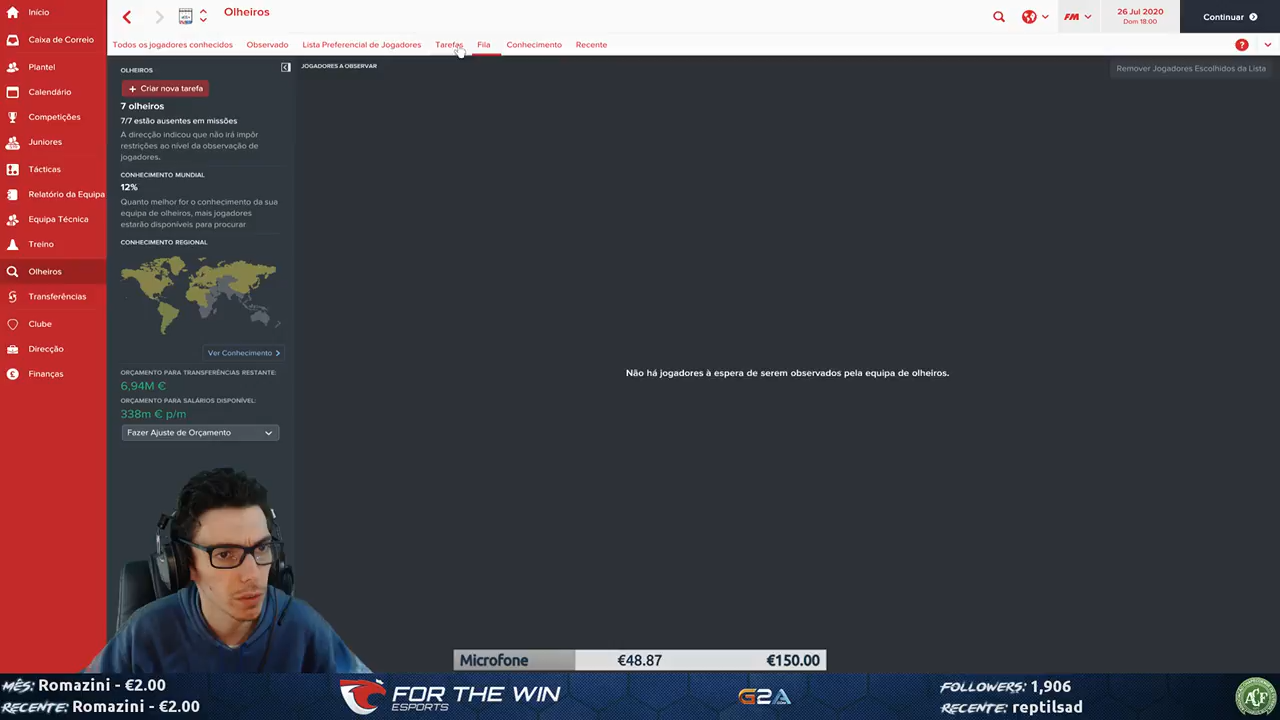 Início
Olheiros
26 Jul 2020
Dom 18:00
Continuar
FM
Caixa de Correio
Todos os jogadores conhecidos
Observado
Lista Preferencial de Jogadores
Tarefas
Fila
Conhecimento
Recente
?
Plantel
Calendário
Competições
Juniores
Tácticas
Relatório da Equipa
Equipa Técnica
Treino
Olheiros
Transferências
Clube
Direcção
Finanças
OLHEIROS
+ Criar nova tarefa
7 olheiros
7/7 estão ausentes em missões
A direcção indicou que não irá impôr
restrições ao nível da observação de
jogadores.
CONHECIMENTO MUNDIAL
12%
Quanto melhor for o conhecimento da sua
equipa de olheiros, mais jogadores
estarão disponíveis para procurar
CONHECIMENTO REGIONAL
Ver Conhecimento
ORÇAMENTO PARA TRANSFERÊNCIAS RESTANTE:
6,94M €
ORÇAMENTO PARA SALÁRIOS DISPONÍVEL:
338m € p/m
Fazer Ajuste de Orçamento
JOGADORES A OBSERVAR
Remover Jogadores Escolhidos da Lista
Não há jogadores à espera de serem observados pela equipa de olheiros.
Microfone €48.87 €150.00
MÊS: Romazini - €2.00
RECENTE: Romazini - €2.00
FOR THE WIN
ESPORTS
G2A
FOLLOWERS: 1,906
RECENTE: reptilsad
ACF